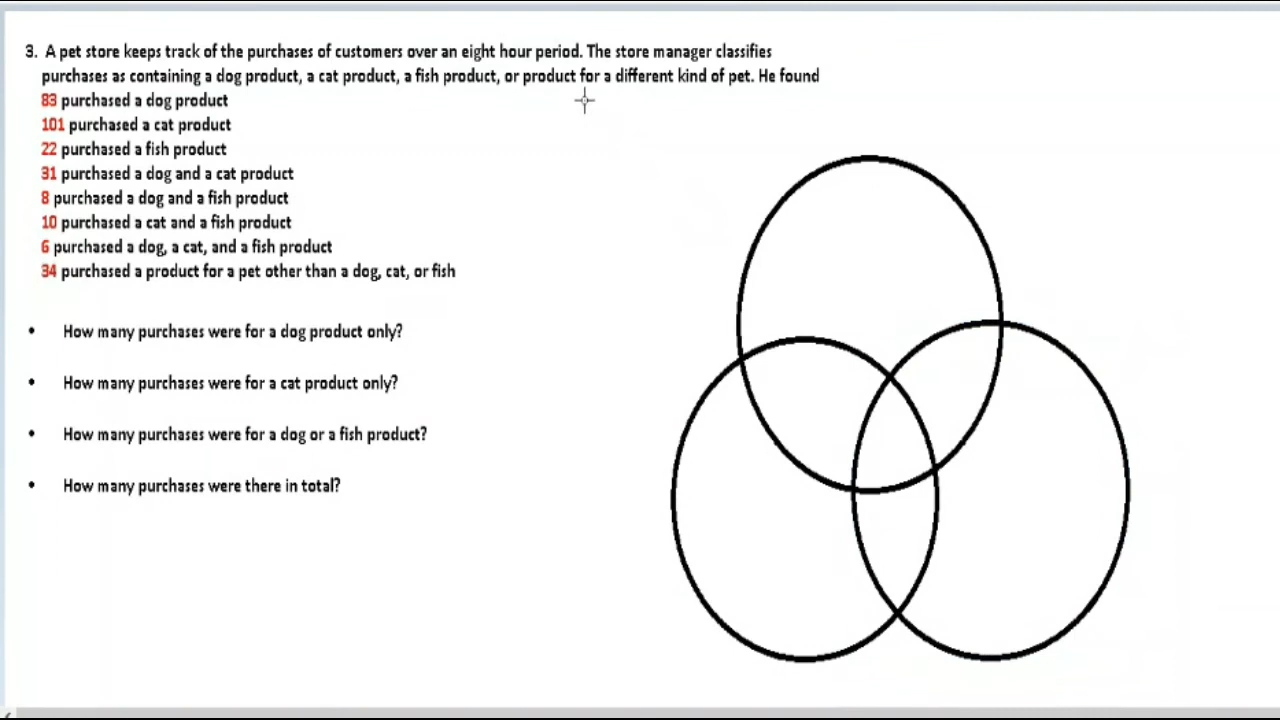 3. A pet store keeps track of the purchases of customers over an eight hour period. The store manager classifies
purchases as containing a dog product, a cat product, a fish product, or product for a different kind of pet. He found
83 purchased a dog product
101 purchased a cat product
22 purchased a fish product
31 purchased a dog and a cat product
8 purchased a dog and a fish product
10 purchased a cat and a fish product
6 purchased a dog, a cat, and a fish product
34 purchased a product for a pet other than a dog, cat, or fish
• How many purchases were for a dog product only?
• How many purchases were for a cat product only?
• How many purchases were for a dog or a fish product?
• How many purchases were there in total?